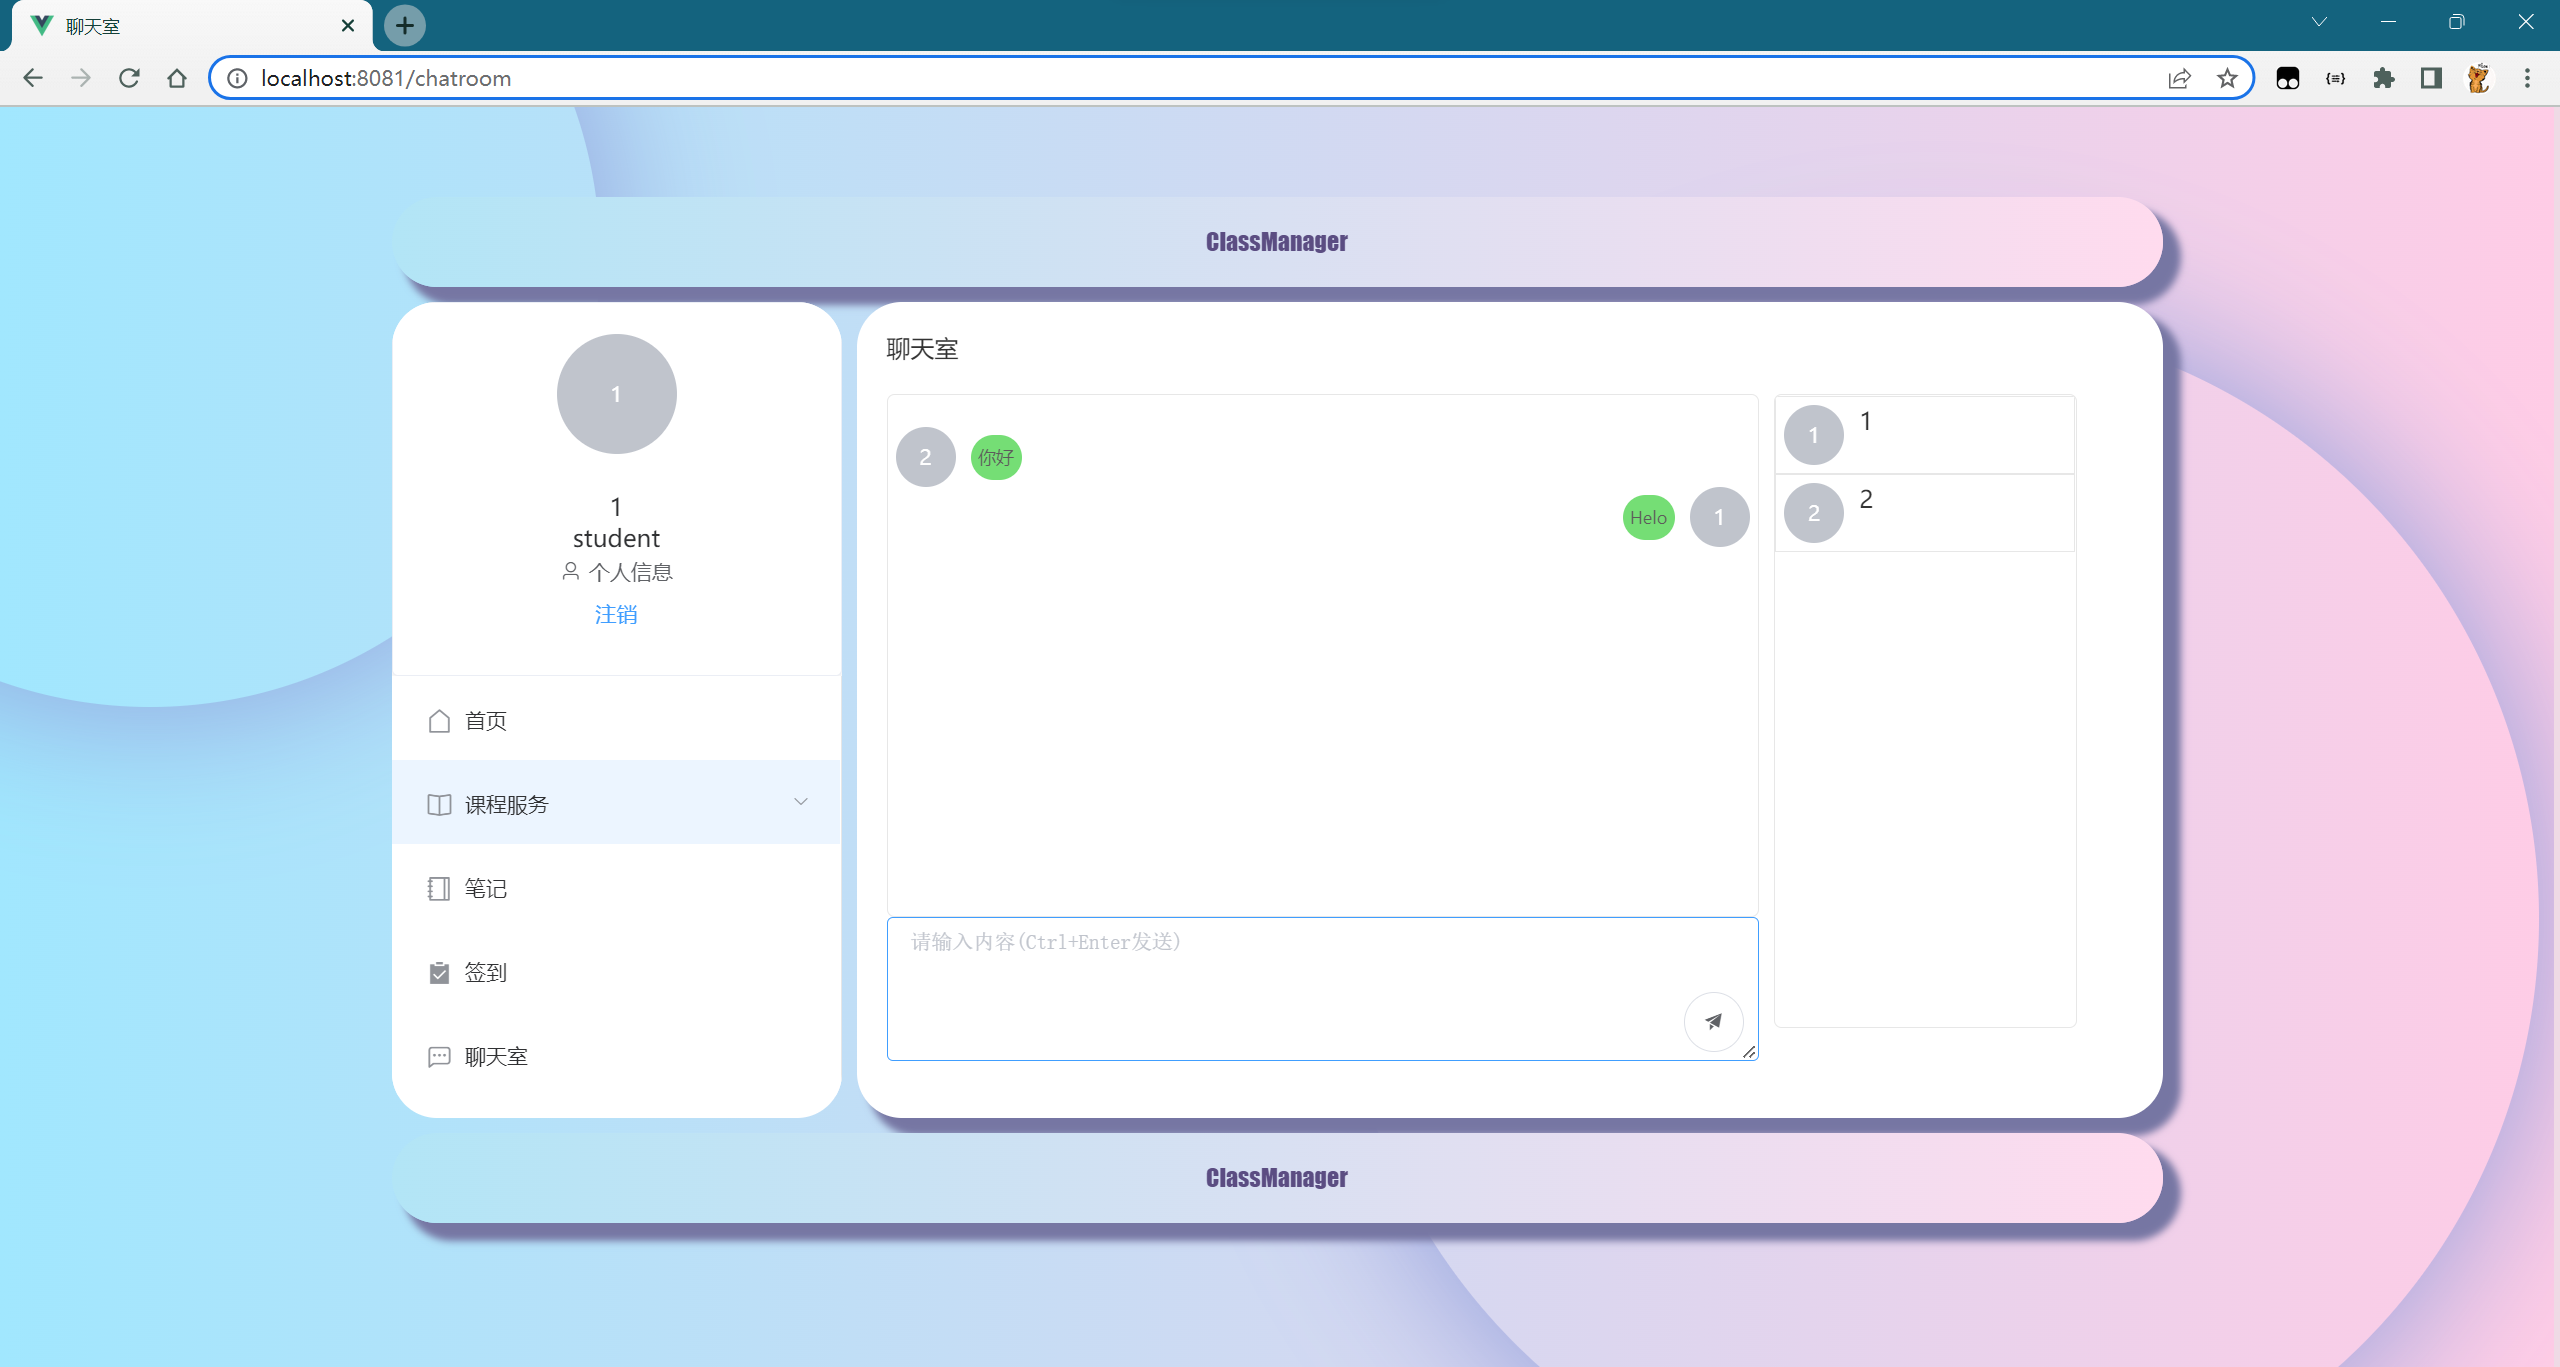 聊天室
localhost:8081/chatroom
ClassManager
1
1
student
个人信息
注销
首页
课程服务
笔记
签到
聊天室
聊天室
2 你好
Helo 1
请输入内容(Ctrl+Enter发送)
1 1
2 2
ClassManager